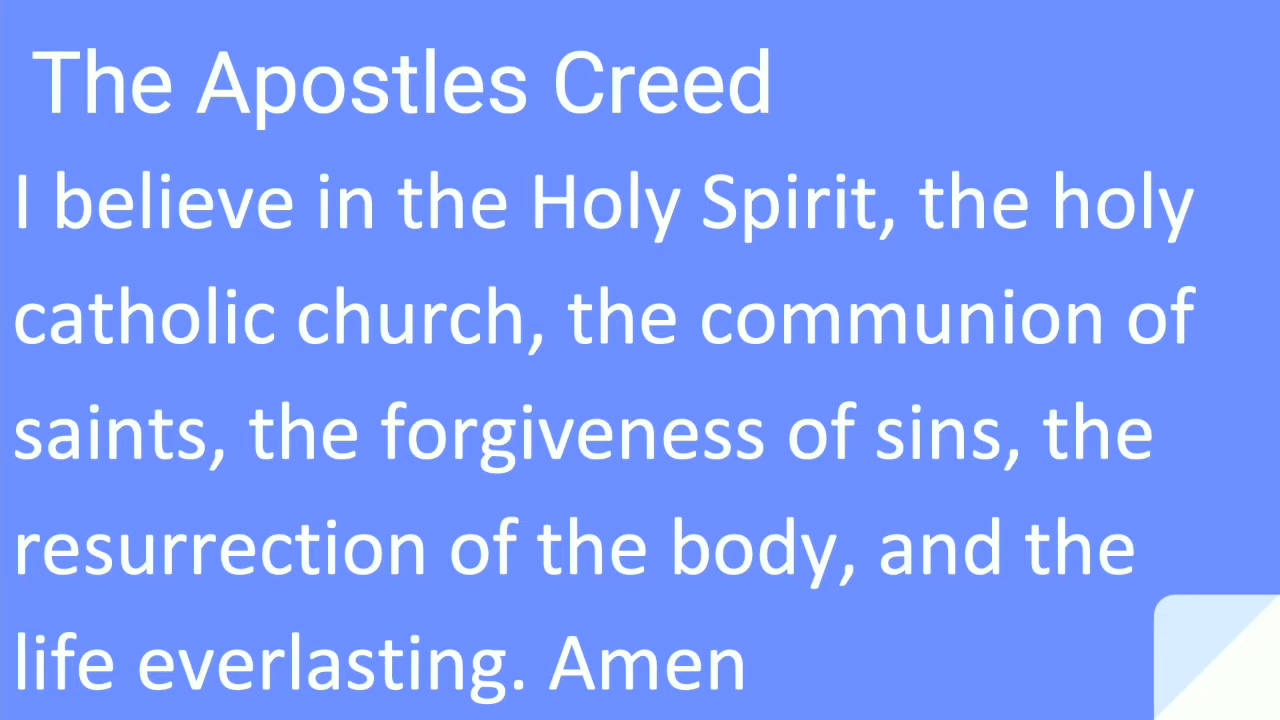 The Apostles Creed
I believe in the Holy Spirit, the holy
catholic church, the communion of
saints, the forgiveness of sins, the
resurrection of the body, and the
life everlasting. Amen